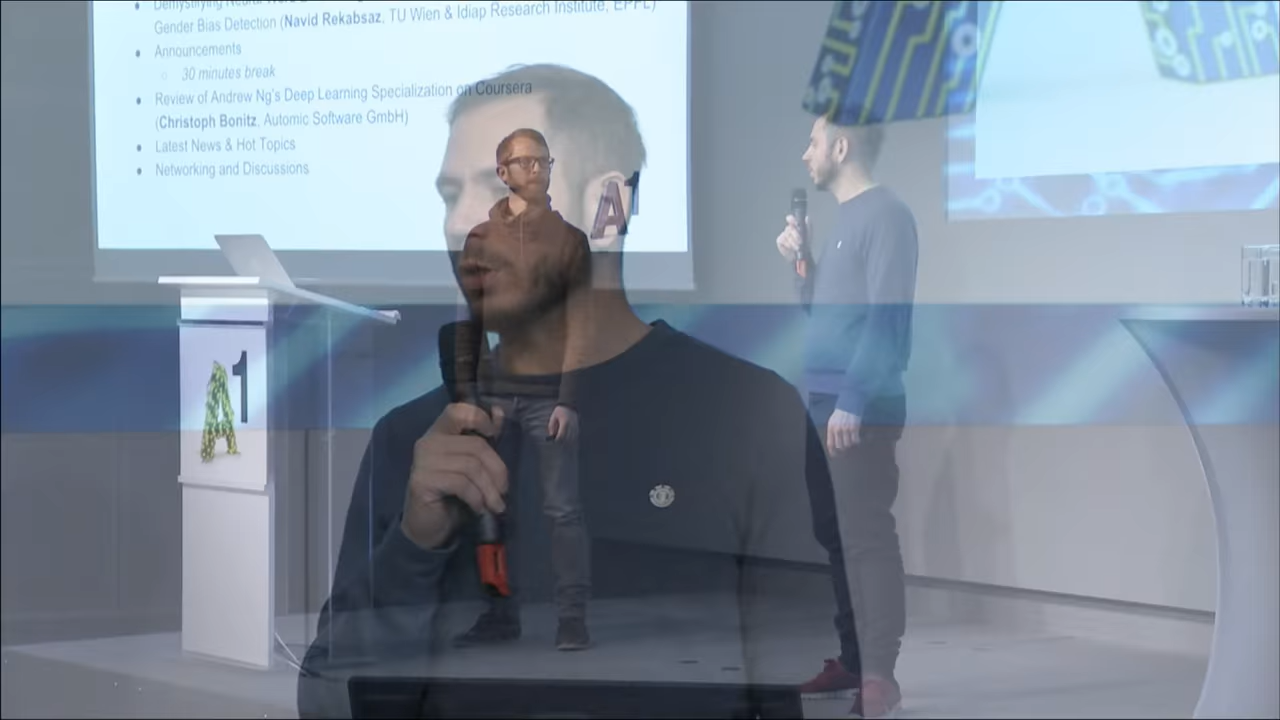 Demystifying Neural
Gender Bias Detection (Navid Rekabsaz, TU Wien & Idiap Research Institute, EPFL)
Announcements
30 minutes break
Review of Andrew Ng's Deep Learning Specialization on Coursera
(Christoph Bonitz, Automic Software GmbH)
Latest News & Hot Topics
Networking and Discussions
A1
A1